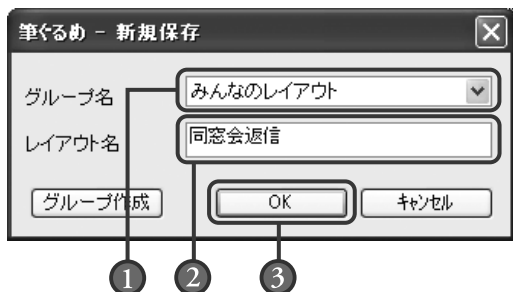 筆ぐるめ - 新規保存
グループ名
みんなのレイアウト
レイアウト名
同窓会返信
グループ作成
OK
キャンセル
1 2 3